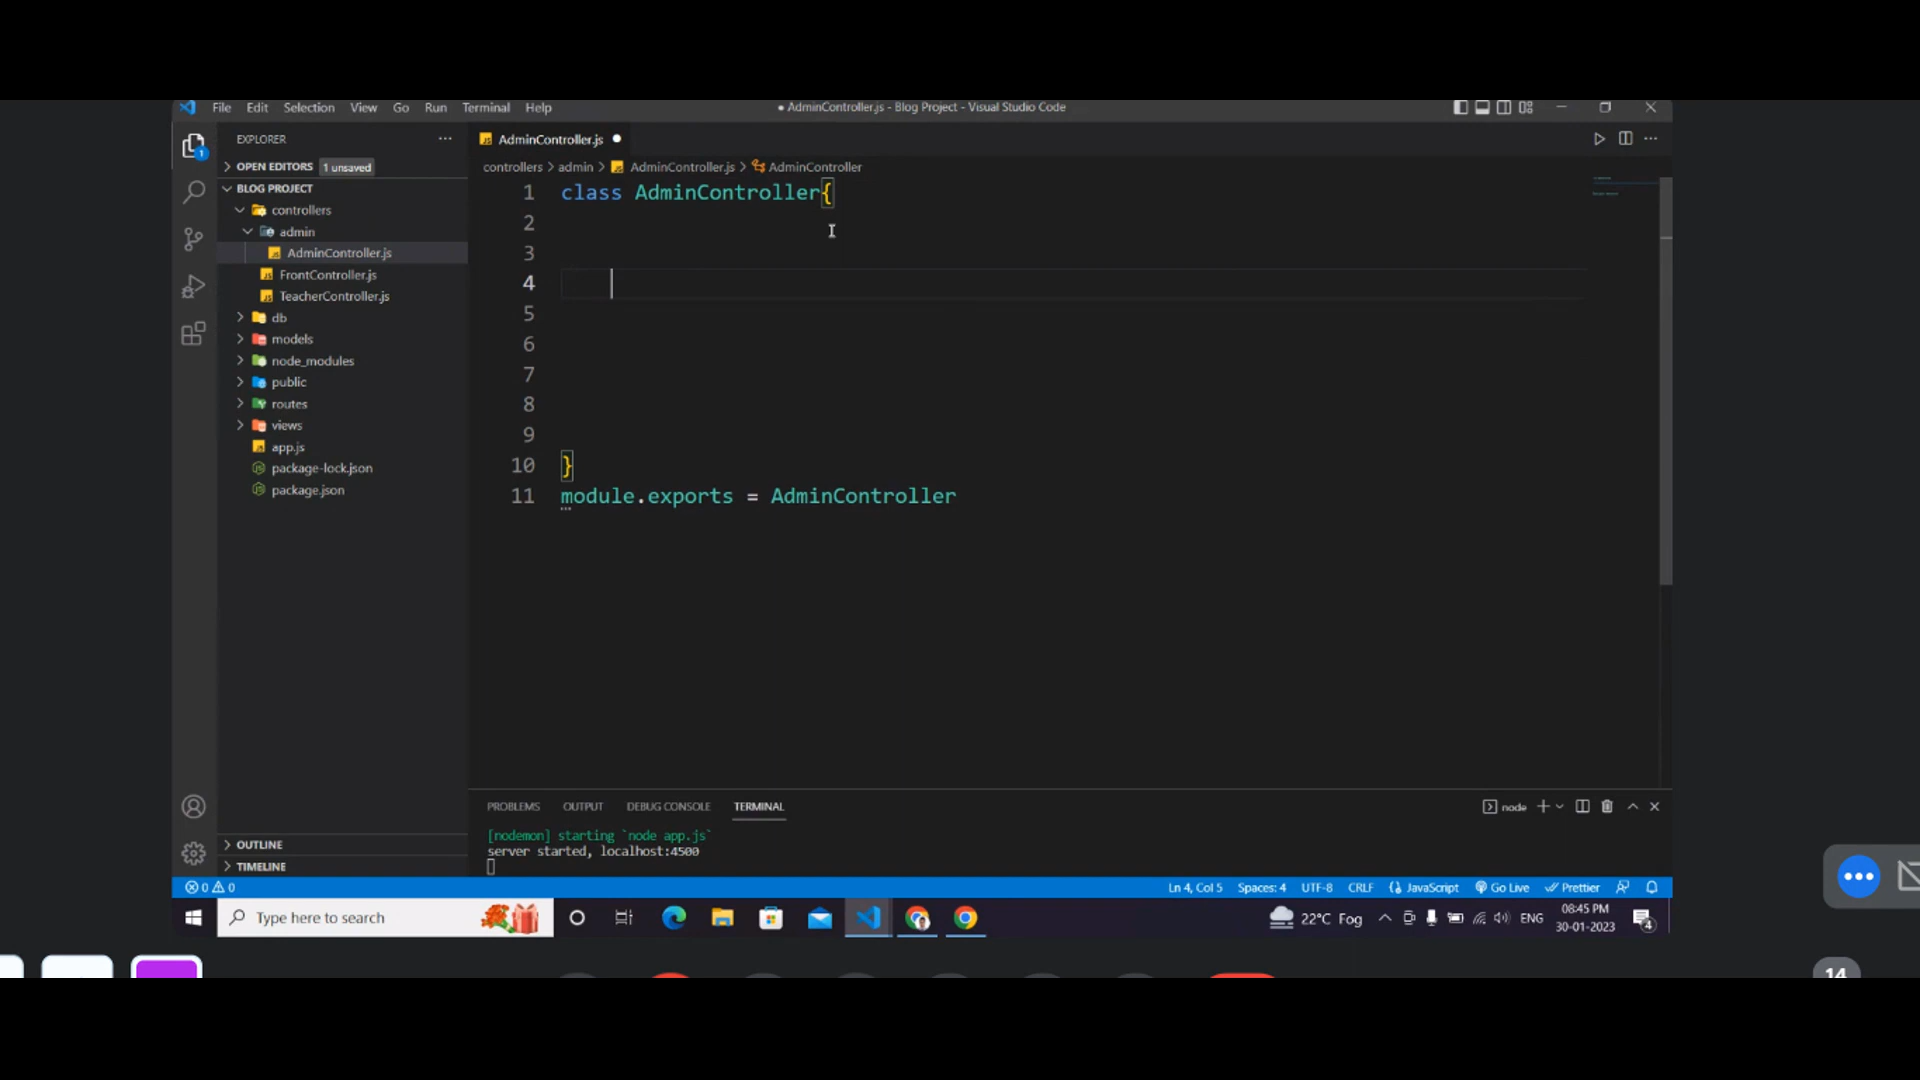 File Edit Selection View Go Run Terminal Help
● AdminController.js - Blog Project - Visual Studio Code
EXPLORER
AdminController.js
OPEN EDITORS 1 unsaved
controllers > admin > AdminController.js > AdminController
BLOG PROJECT
controllers
admin
AdminController.js
FrontController.js
TeacherController.js
db
models
node_modules
public
routes
views
app.js
package-lock.json
package.json
OUTLINE
TIMELINE
1
1 class AdminController{
2
3
4
5
6
7
8
9
10 }
11 module.exports = AdminController
PROBLEMS OUTPUT DEBUG CONSOLE TERMINAL
node
[nodemon] starting `node app.js`
server started, localhost:4500
0 0
Ln 4, Col 5 Spaces: 4 UTF-8 CRLF JavaScript Go Live Prettier
Type here to search
22°C Fog
ENG
08:45 PM
30-01-2023
4
14